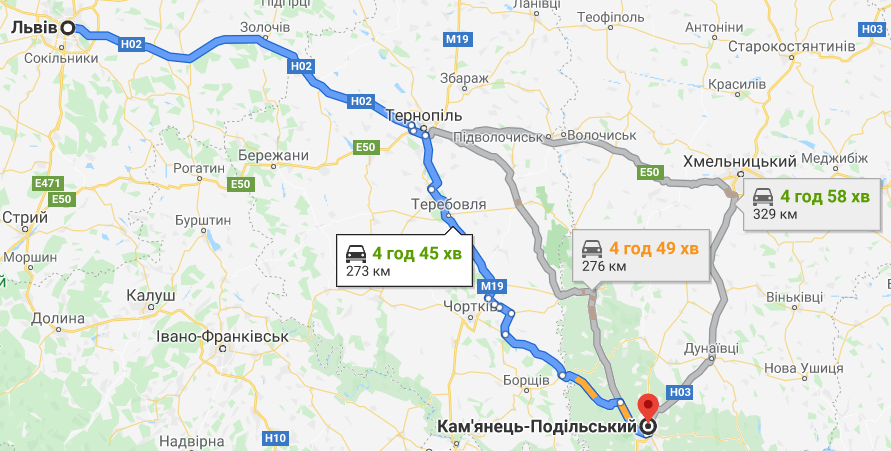 Підгірці
Ланівці
Теофіполь
Львів
Золочів
Антоніни
H03
H02
M19
Старокостянтинів
Сокільники
H02
Збараж
Красилів
H02
Тернопіль
Підволочиськ
Волочиськ
Бережани
E50
Хмельницький
Меджибіж
Рогатин
E50
E471
E50
E50
4 год 58 хв
329 км
Стрий
Теребовля
Бурштин
4 год 45 хв
273 км
4 год 49 хв
276 км
Моршин
M19
Калуш
Віньківці
Чортків
Долина
Івано-Франківськ
Дунаївці
Нова Ушиця
Борщів
H03
Кам'янець-Подільський
H10
Надвірна